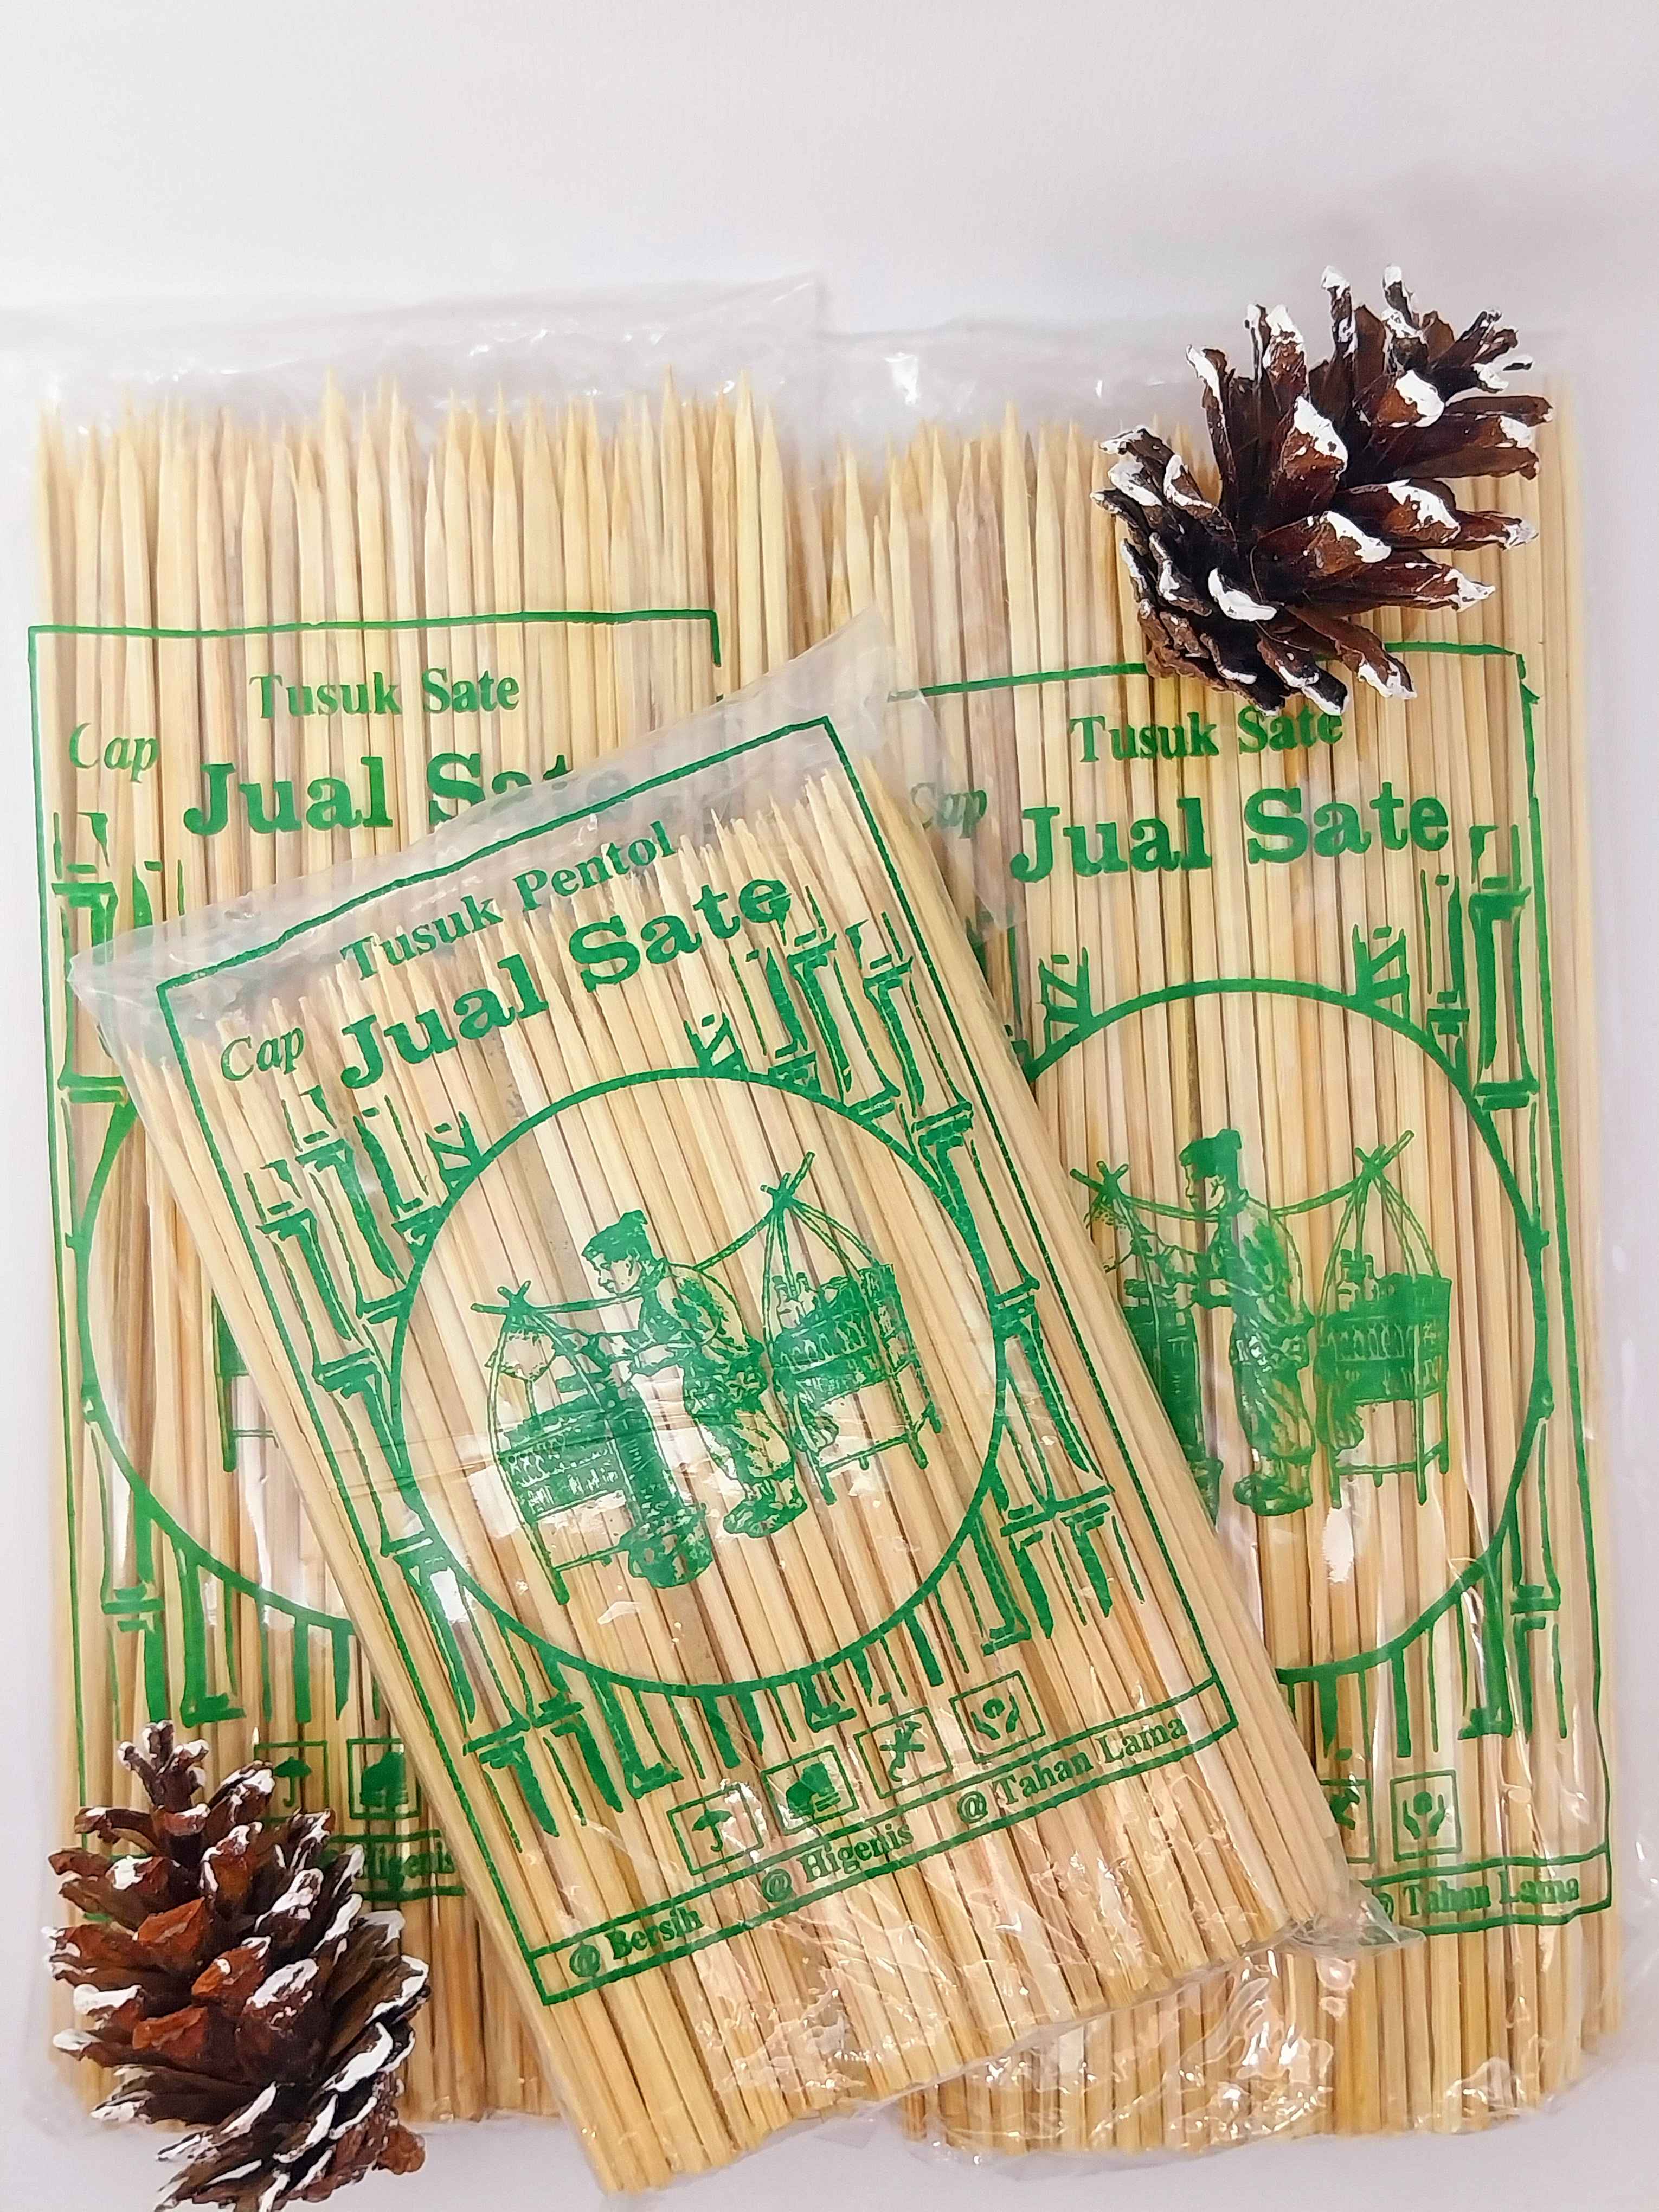 Tusuk Sate
Cap
Jual Sate
Tusuk Sate
Cap
Jual Sate
Tusuk Pentol
Cap
Jual Sate
@ Bersih @ Higenis @ Tahan Lama
Higenis
@ Tahan Lama